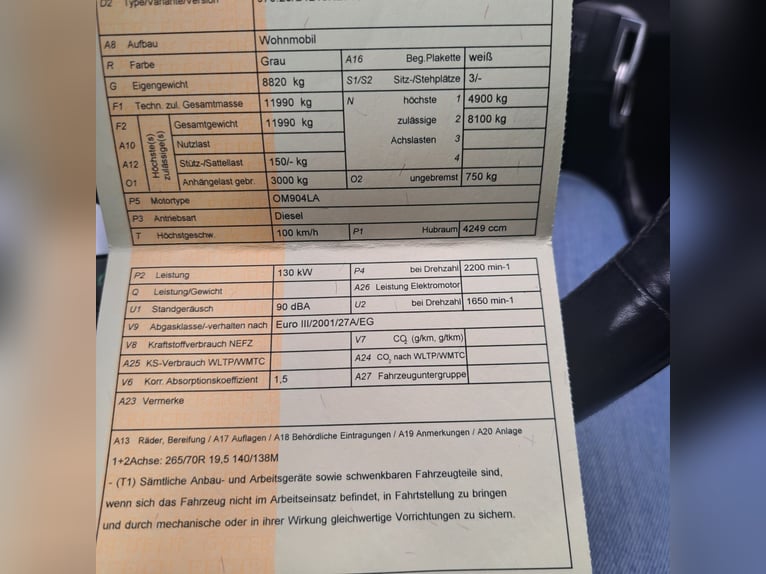 D2 Type/Variante/Version
A8 Aufbau Wohnmobil
R Farbe Grau A16 Beg.Plakette weiß
G Eigengewicht 8820 kg S1/S2 Sitz-/Stehplätze 3/-
F1 Techn. zul. Gesamtmasse 11990 kg N höchste 1 4900 kg
F2 Höchste(s) zulässige(s) Gesamtgewicht 11990 kg zulässige 2 8100 kg
A10 Nutzlast Achslasten 3
A12 Stütz-/Sattellast 150/- kg 4
O1 Anhängelast gebr. 3000 kg O2 ungebremst 750 kg
P5 Motortype OM904LA
P3 Antriebsart Diesel
T Höchstgeschw. 100 km/h P1 Hubraum 4249 ccm
P2 Leistung 130 kW P4 bei Drehzahl 2200 min-1
Q Leistung/Gewicht A26 Leistung Elektromotor
U1 Standgeräusch 90 dBA U2 bei Drehzahl 1650 min-1
V9 Abgasklasse/-verhalten nach Euro III/2001/27A/EG
V8 Kraftstoffverbrauch NEFZ V7 CO2 (g/km, g/tkm)
A25 KS-Verbrauch WLTP/WMTC A24 CO2 nach WLTP/WMTC
V6 Korr. Absorptionskoeffizient 1,5 A27 Fahrzeuguntergruppe
A23 Vermerke
A13 Räder, Bereifung / A17 Auflagen / A18 Behördliche Eintragungen / A19 Anmerkungen / A20 Anlage
1+2Achse: 265/70R 19,5 140/138M
- (T1) Sämtliche Anbau- und Arbeitsgeräte sowie schwenkbaren Fahrzeugteile sind,
wenn sich das Fahrzeug nicht im Arbeitseinsatz befindet, in Fahrtstellung zu bringen
und durch mechanische oder in ihrer Wirkung gleichwertige Vorrichtungen zu sichern.